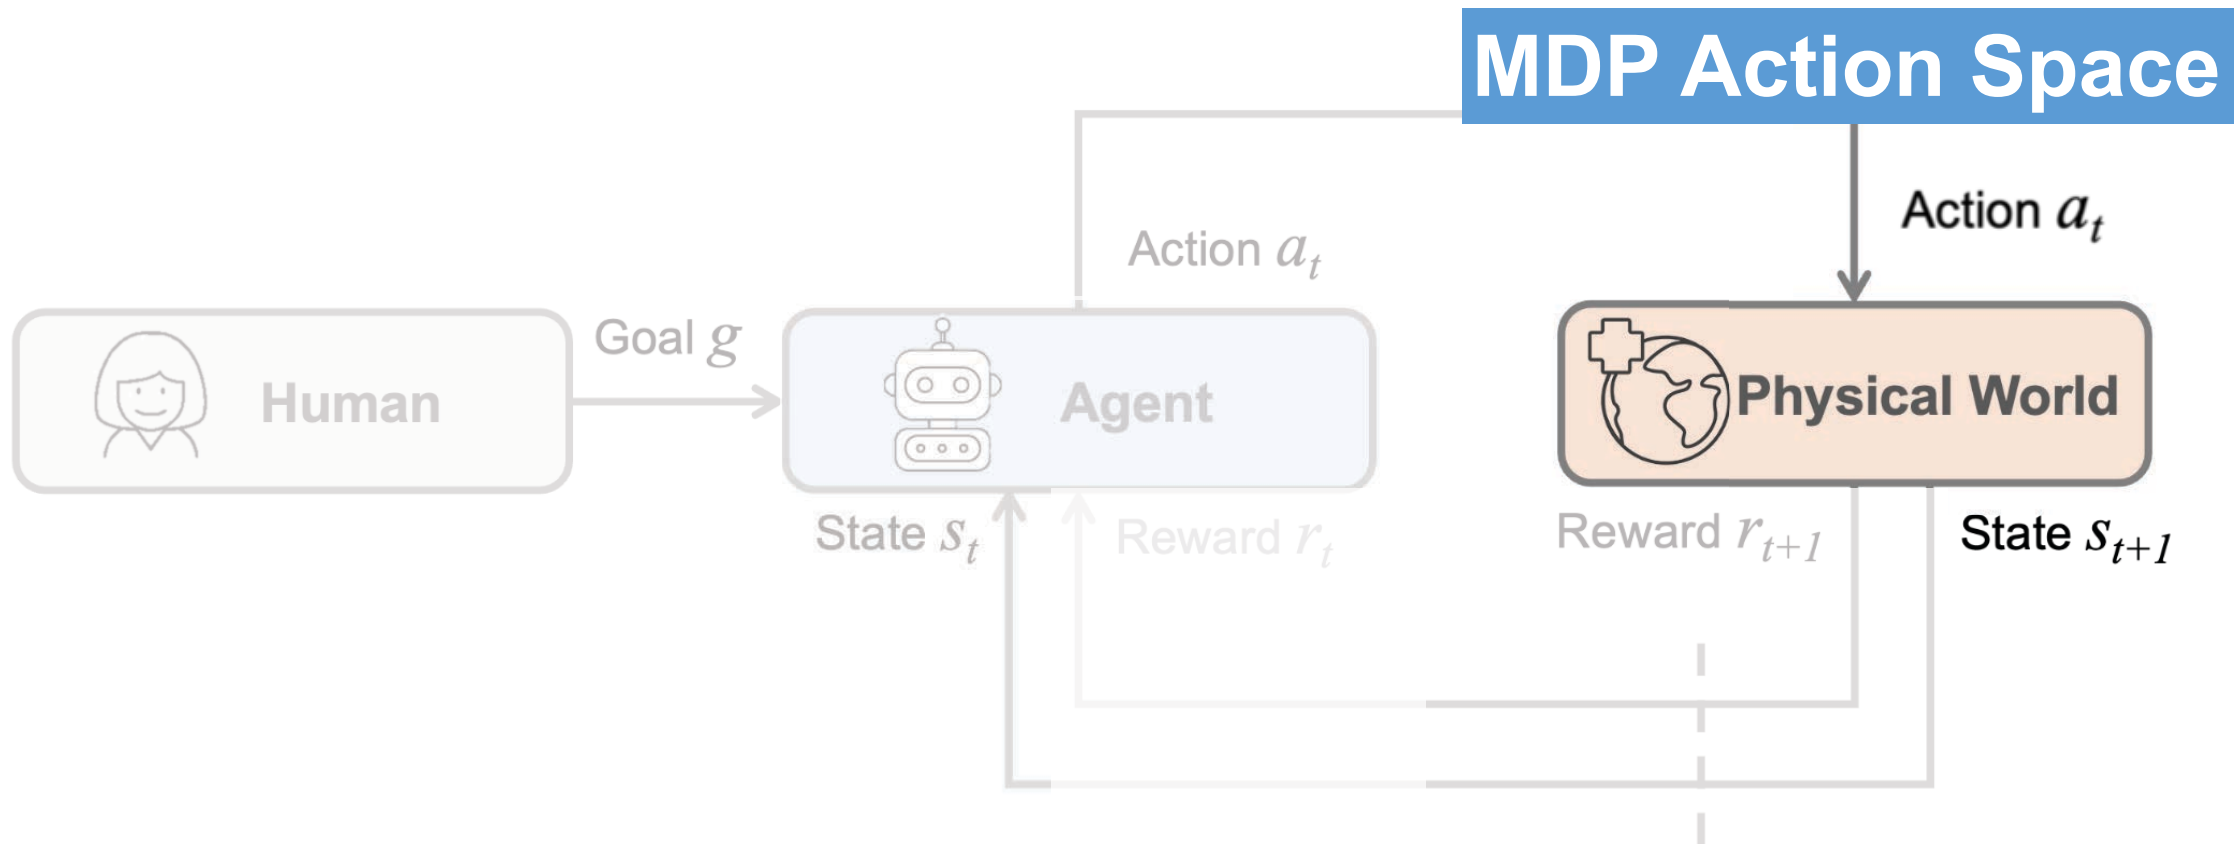 MDP Action Space
Action a_t
Action a_t
Goal g
Human
Agent
Physical World
State s_t
Reward r_t
Reward r_{t+1}
State s_{t+1}